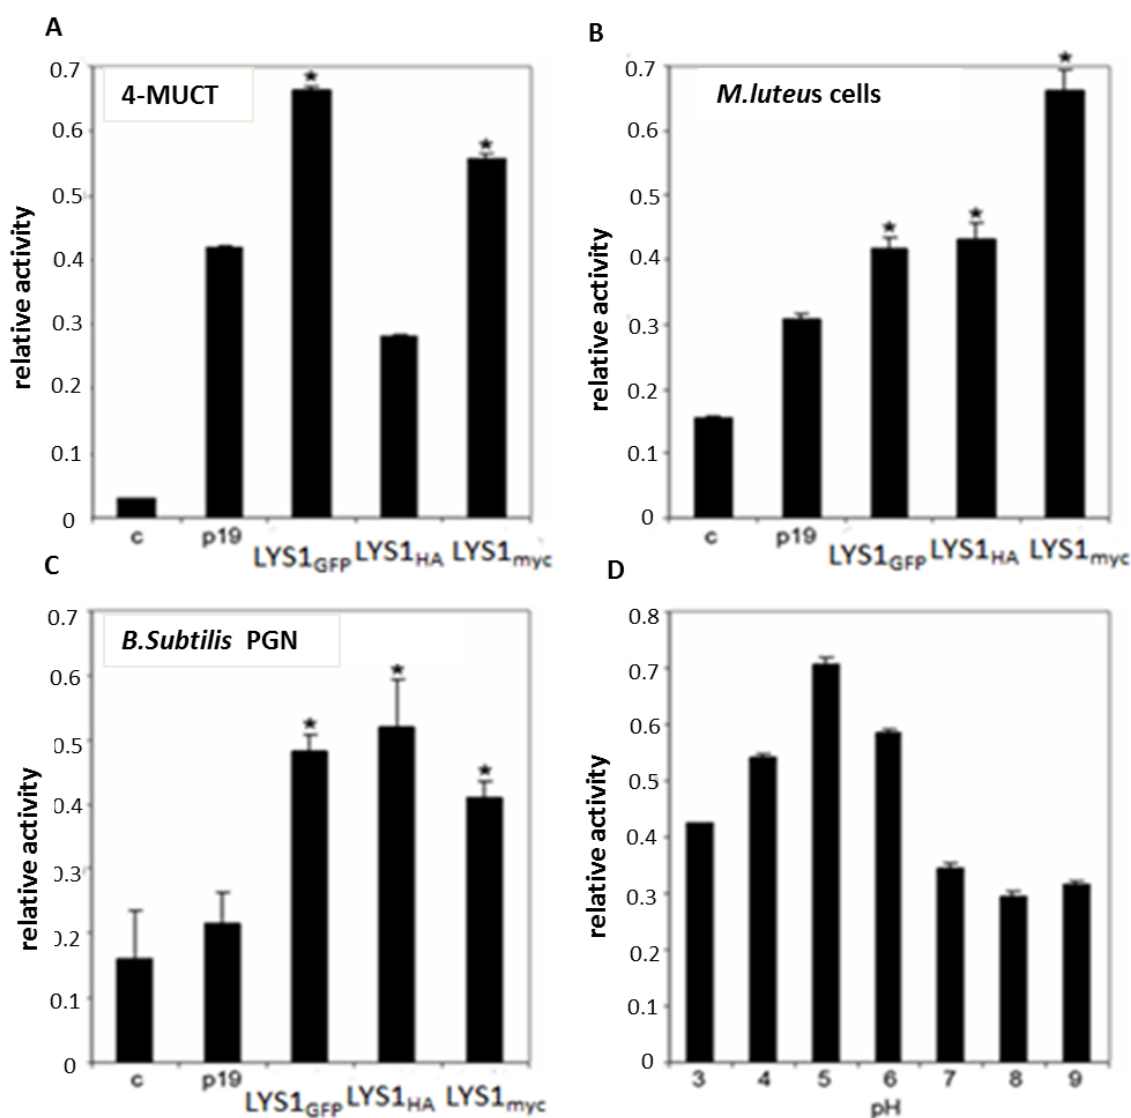 A
0.7
4-MUCT
0.6
0.5
0.4
0.3
0.2
0.1
0
relative activity
c p19 LYS1GFP LYS1HA LYS1myc
B
0.7
M.luteus cells
0.6
0.5
0.4
0.3
0.2
0.1
0
relative activity
c p19 LYS1GFP LYS1HA LYS1myc
C
0.7
B.Subtilis PGN
0.6
0.5
0.4
0.3
0.2
0.1
0
relative activity
c p19 LYS1GFP LYS1HA LYS1myc
D
0.8
0.7
0.6
0.5
0.4
0.3
0.2
0.1
0
relative activity
3 4 5 6 7 8 9
pH